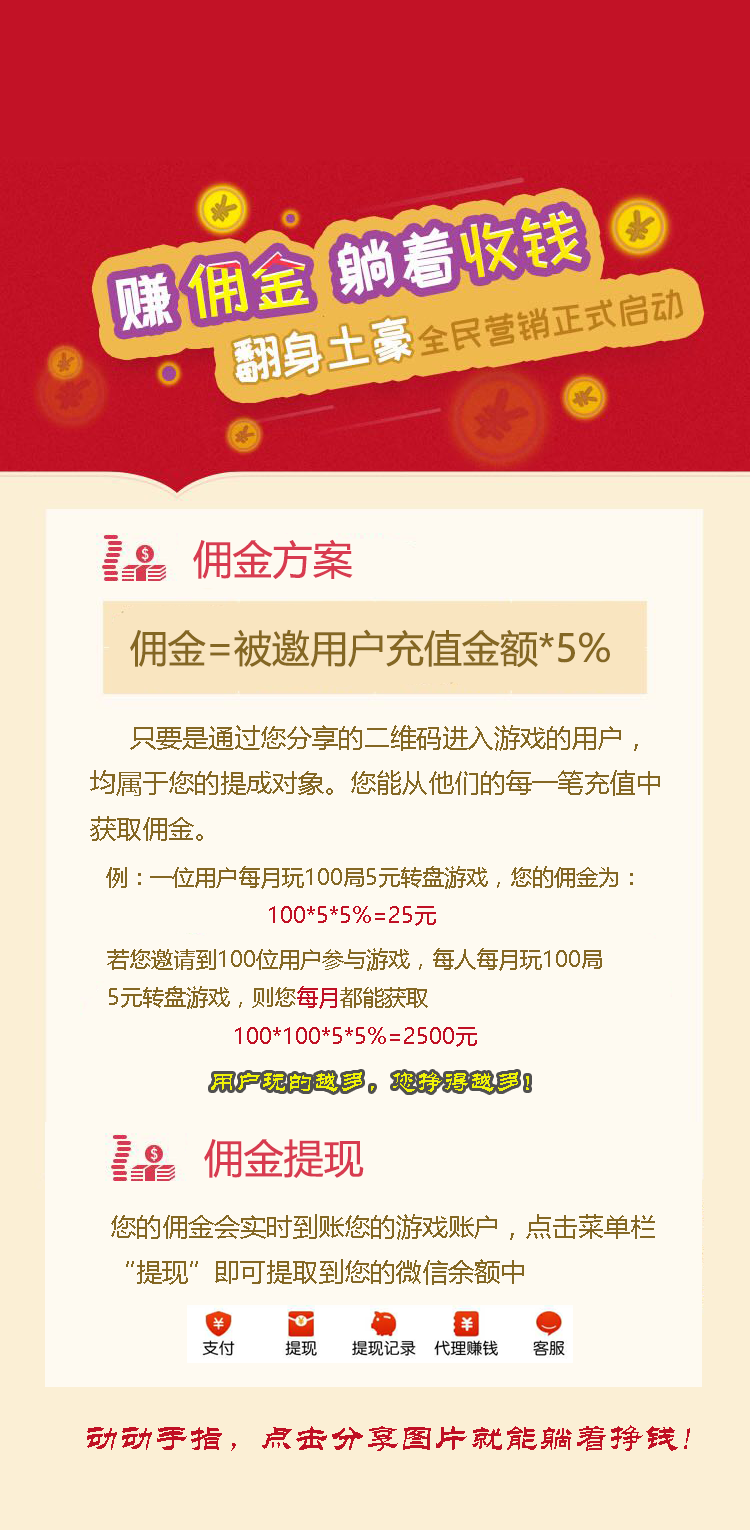 赚佣金 躺着收钱
翻身土豪 全民营销正式启动
佣金方案
佣金=被邀用户充值金额*5%
只要是通过您分享的二维码进入游戏的用户，
均属于您的提成对象。您能从他们的每一笔充值中
获取佣金。
例：一位用户每月玩100局5元转盘游戏，您的佣金为：
100*5*5%=25元
若您邀请到100位用户参与游戏，每人每月玩100局
5元转盘游戏，则您每月都能获取
100*100*5*5%=2500元
用户玩的越多，您挣得越多！
佣金提现
您的佣金会实时到账您的游戏账户，点击菜单栏
“提现”即可提取到您的微信余额中
支付 提现 提现记录 代理赚钱 客服
动动手指，点击分享图片就能躺着挣钱！